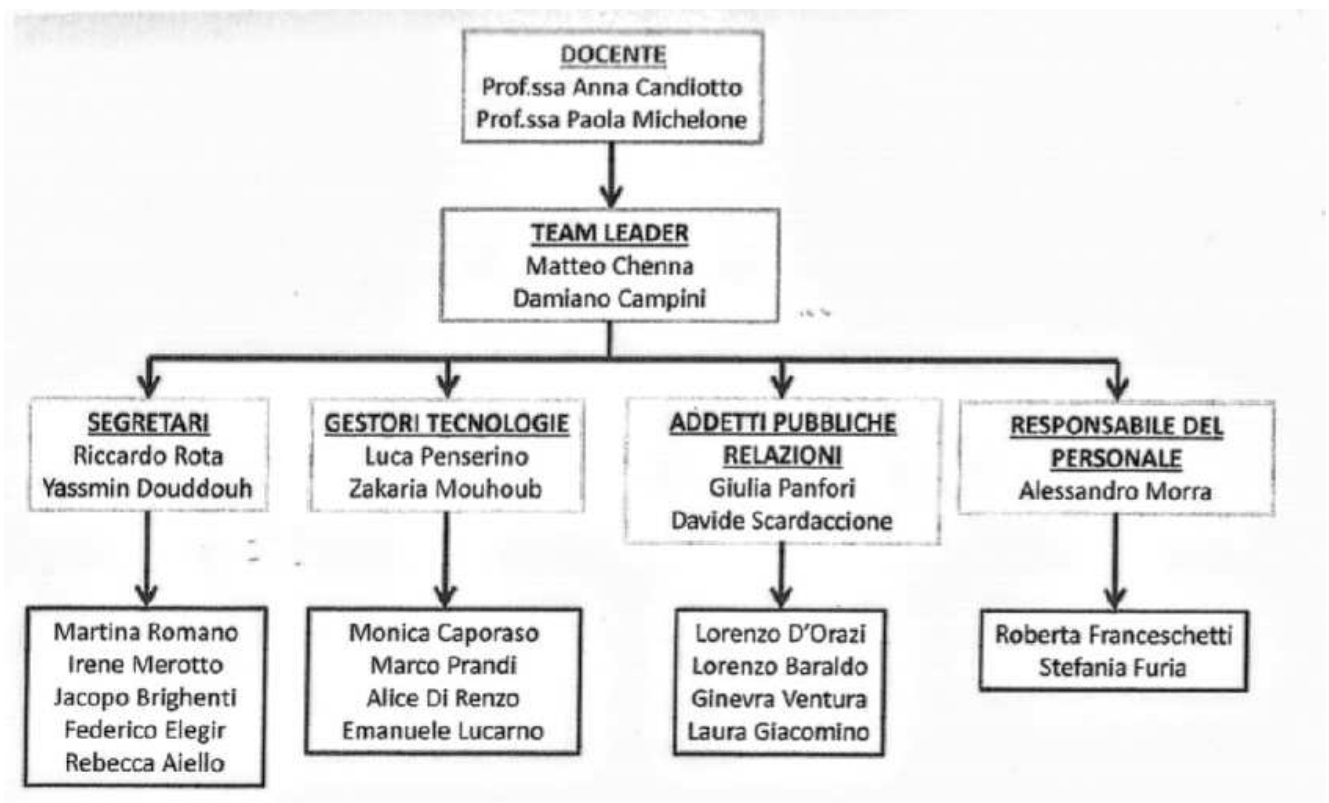 DOCENTE
Prof.ssa Anna Candiotto
Prof.ssa Paola Michelone
TEAM LEADER
Matteo Chenna
Damiano Campini
SEGRETARI
Riccardo Rota
Yassmin Douddouh
GESTORI TECNOLOGIE
Luca Penserino
Zakaria Mouhoub
ADDETTI PUBBLICHE
RELAZIONI
Giulia Panfori
Davide Scardaccione
RESPONSABILE DEL
PERSONALE
Alessandro Morra
Martina Romano
Irene Merotto
Jacopo Brighenti
Federico Elegir
Rebecca Aiello
Monica Caporaso
Marco Prandi
Alice Di Renzo
Emanuele Lucarno
Lorenzo D'Orazi
Lorenzo Baraldo
Ginevra Ventura
Laura Giacomino
Roberta Franceschetti
Stefania Furia